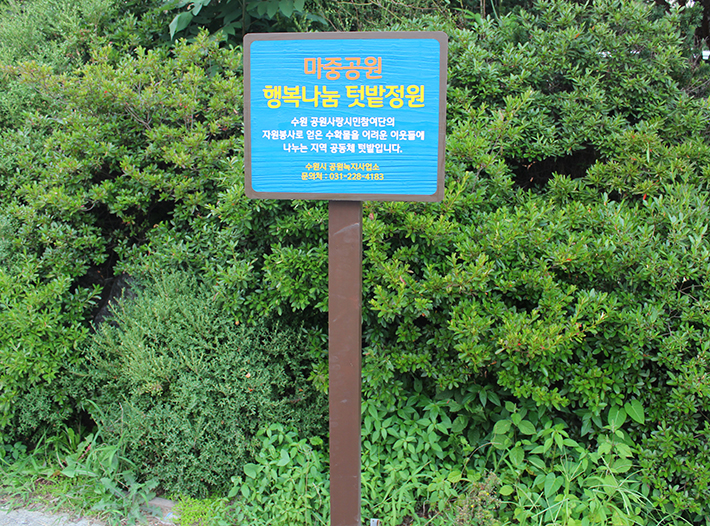 마중공원
행복나눔 텃밭정원
수원 공원사랑시민참여단의
자원봉사로 얻은 수확물을 어려운 이웃들에
나누는 지역 공동체 텃밭입니다.
수원시 공원녹지사업소
문의처 : 031-228-4183